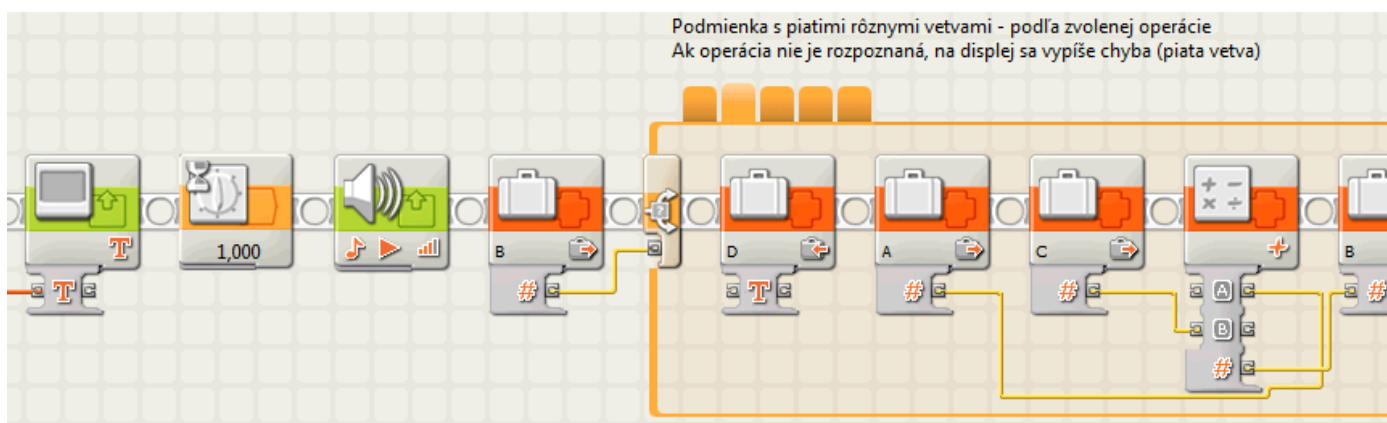 Podmienka s piatimi rôznymi vetvami - podľa zvolenej operácie
Ak operácia nie je rozpoznaná, na displej sa vypíše chyba (piata vetva)
T 1,000 B D A C B
T # T # # A #
B
#